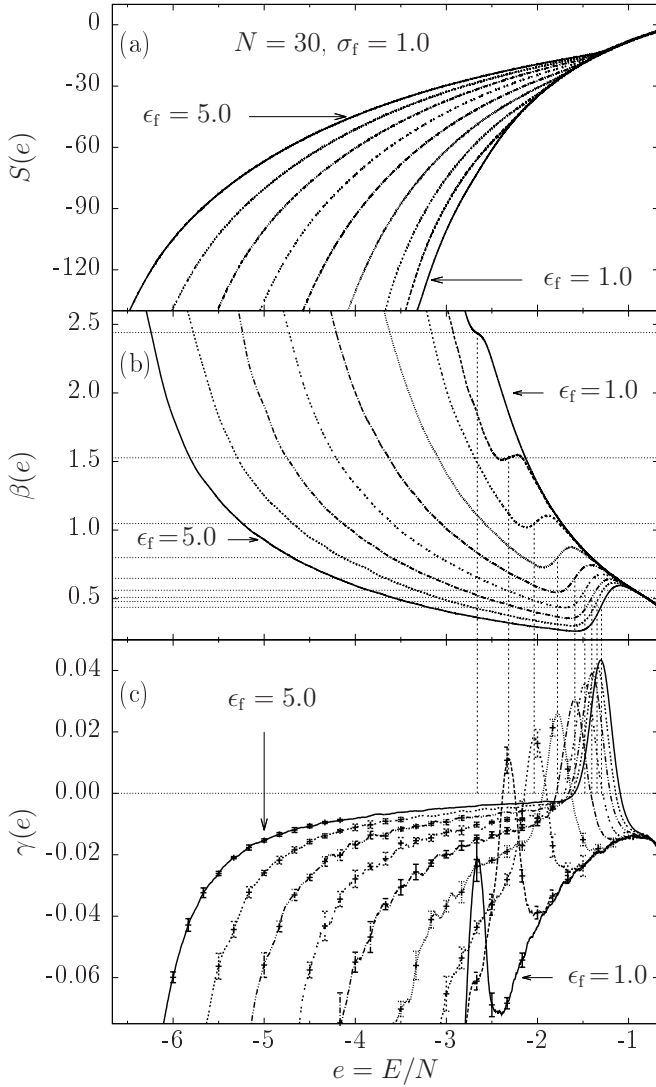 0
(a)
N = 30, σf = 1.0
-30
ϵf = 5.0
-60
S(e)
-90
-120
ϵf = 1.0
2.5
(b)
2.0
ϵf = 1.0
β(e)
1.5
1.0
ϵf = 5.0
0.5
0.04
(c)
ϵf = 5.0
0.02
0.00
γ(e)
-0.02
-0.04
-0.06
ϵf = 1.0
-6 -5 -4 -3 -2 -1
e = E/N